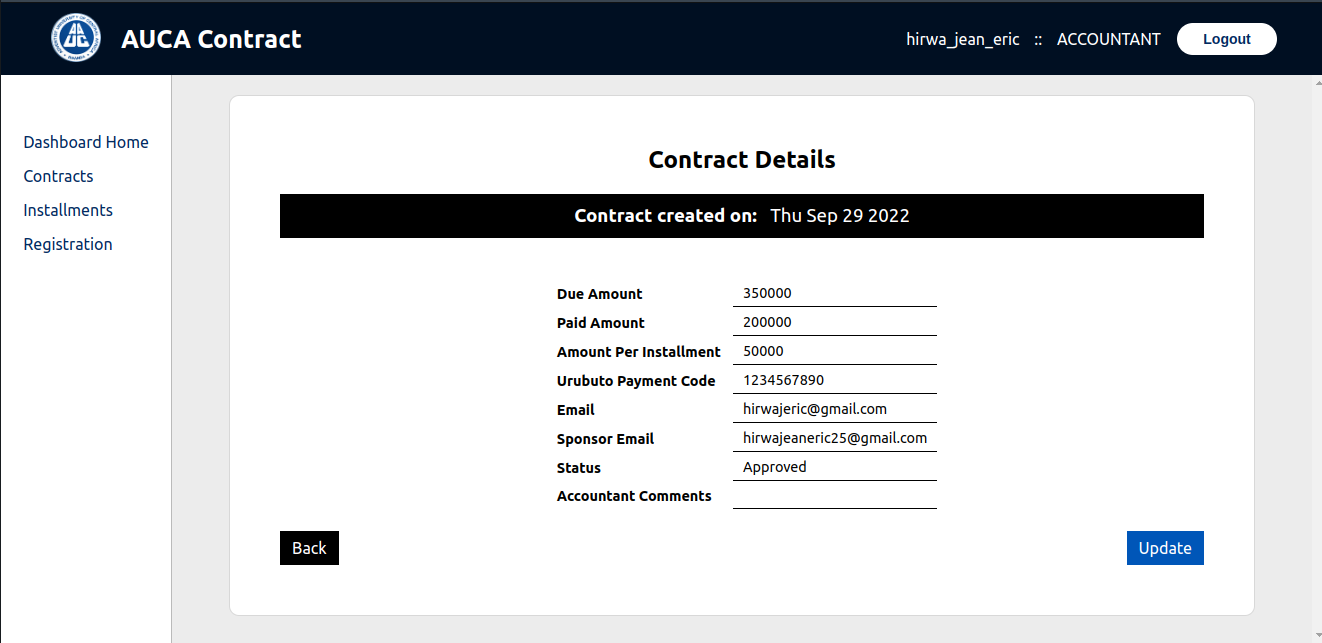 AUCA Contract
hirwa_jean_eric :: ACCOUNTANT Logout
Dashboard Home
Contracts
Installments
Registration
Contract Details
Contract created on: Thu Sep 29 2022
Due Amount 350000
Paid Amount 200000
Amount Per Installment 50000
Urubuto Payment Code 1234567890
Email hirwajeric@gmail.com
Sponsor Email hirwajeaneric25@gmail.com
Status Approved
Accountant Comments
Back
Update